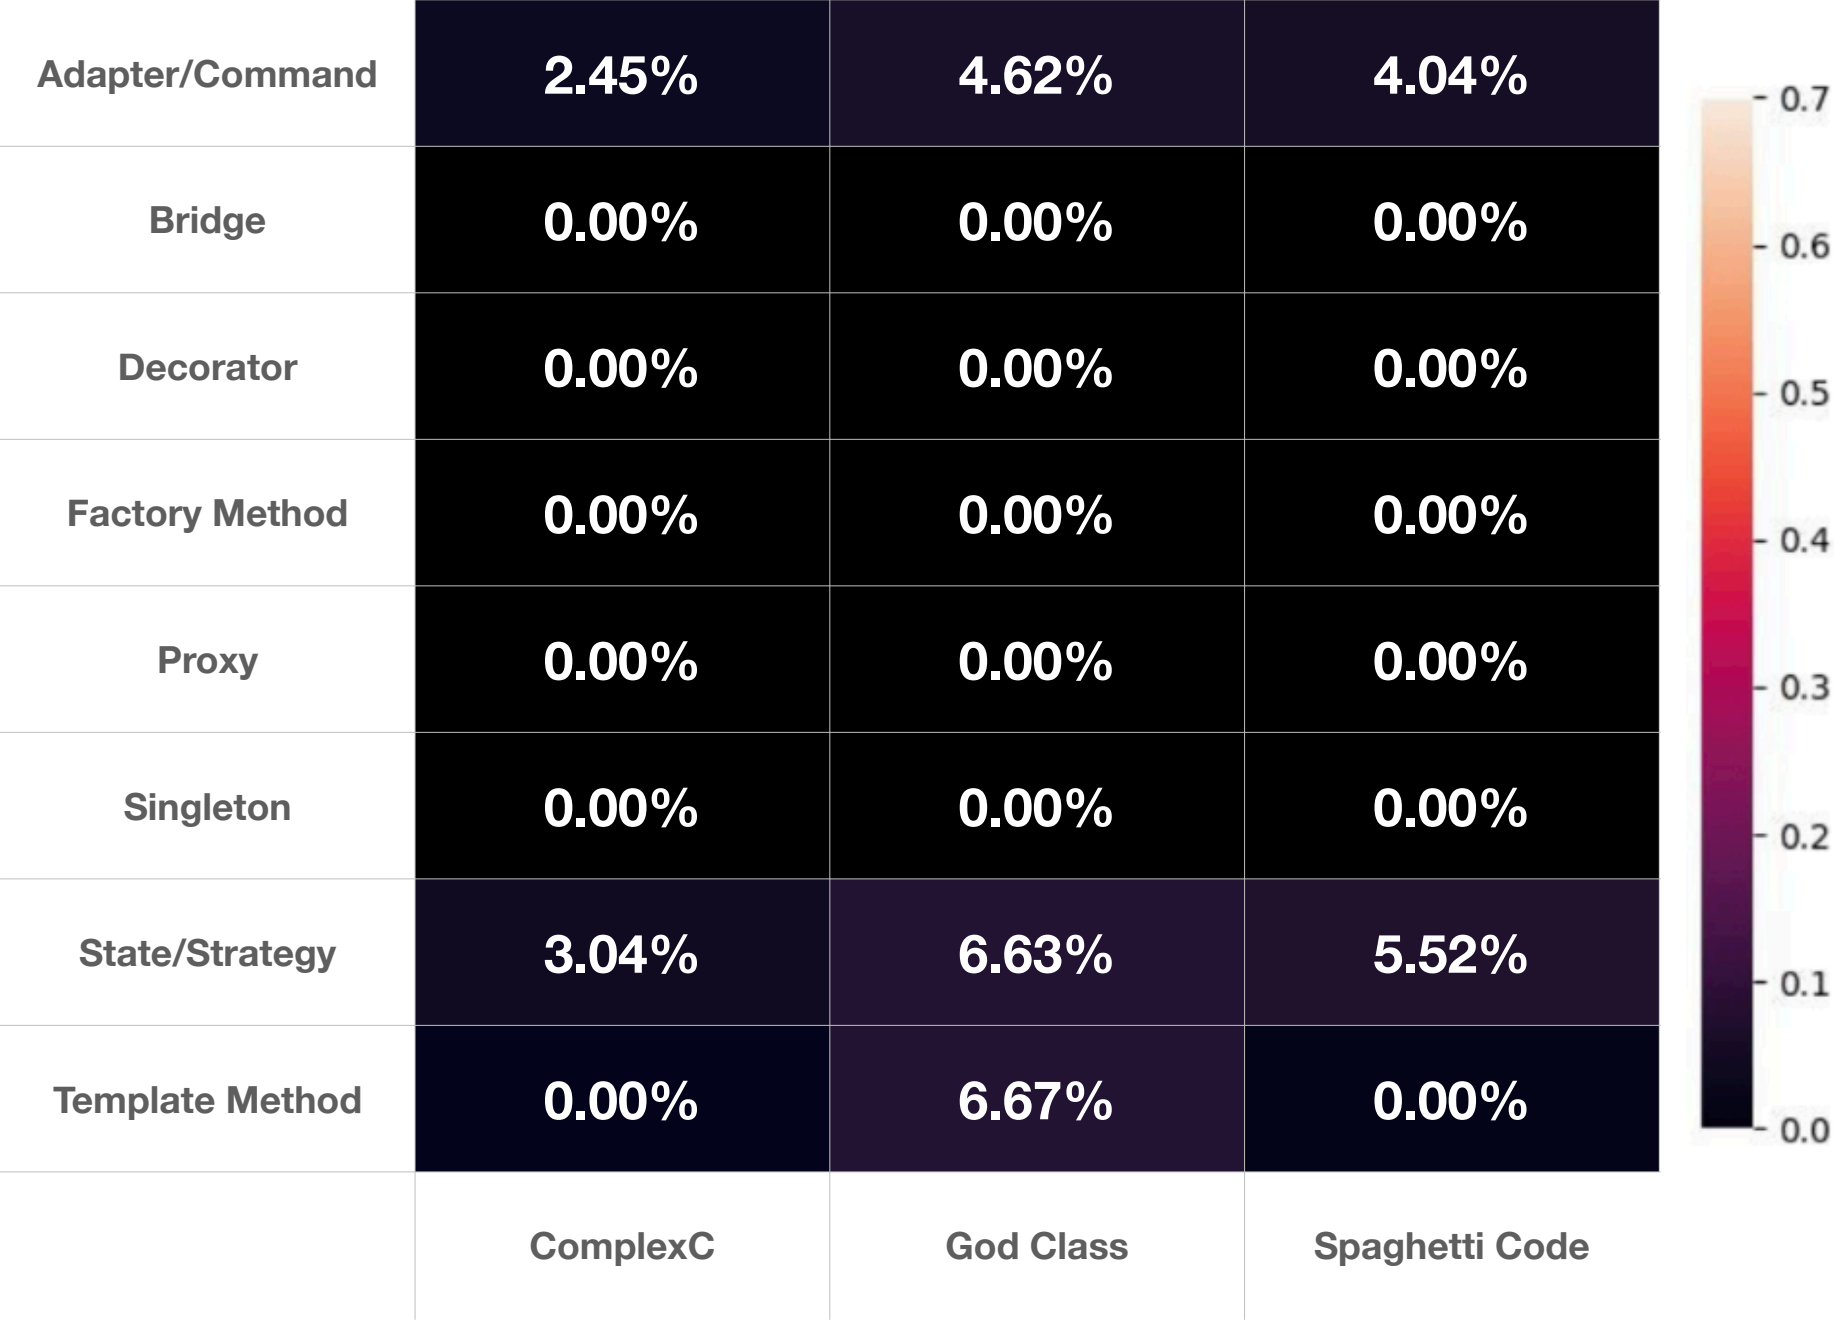 Adapter/Command 2.45% 4.62% 4.04%
Bridge 0.00% 0.00% 0.00%
Decorator 0.00% 0.00% 0.00%
Factory Method 0.00% 0.00% 0.00%
Proxy 0.00% 0.00% 0.00%
Singleton 0.00% 0.00% 0.00%
State/Strategy 3.04% 6.63% 5.52%
Template Method 0.00% 6.67% 0.00%
ComplexC God Class Spaghetti Code
0.7
0.6
0.5
0.4
0.3
0.2
0.1
0.0